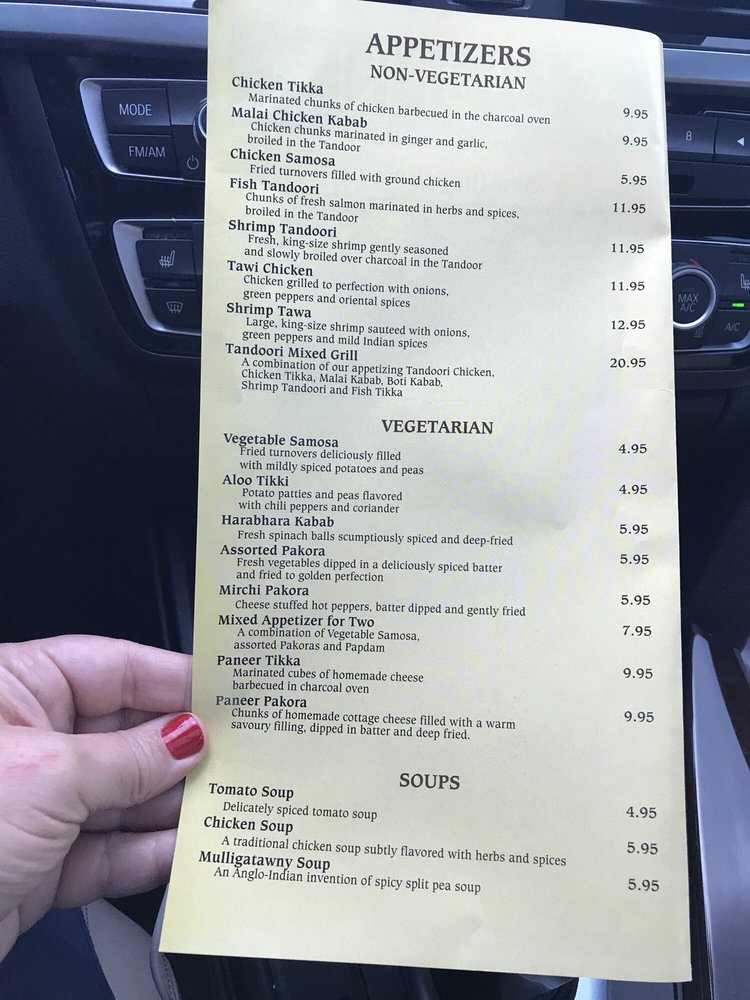 APPETIZERS
NON-VEGETARIAN
Chicken Tikka
Marinated chunks of chicken barbecued in the charcoal oven 9.95
Malai Chicken Kabab
Chicken chunks marinated in ginger and garlic, 9.95
broiled in the Tandoor
Chicken Samosa
Fried turnovers filled with ground chicken 5.95
Fish Tandoori
Chunks of fresh salmon marinated in herbs and spices, 11.95
broiled in the Tandoor
Shrimp Tandoori
Fresh, king-size shrimp gently seasoned 11.95
and slowly broiled over charcoal in the Tandoor
Tawi Chicken
Chicken grilled to perfection with onions, 11.95
green peppers and oriental spices
Shrimp Tawa
Large, king-size shrimp sauteed with onions, 12.95
green peppers and mild Indian spices
Tandoori Mixed Grill
A combination of our appetizing Tandoori Chicken, 20.95
Chicken Tikka, Malai Kabab, Boti Kabab,
Shrimp Tandoori and Fish Tikka
VEGETARIAN
Vegetable Samosa
Fried turnovers deliciously filled 4.95
with mildly spiced potatoes and peas
Aloo Tikki
Potato patties and peas flavored 4.95
with chili peppers and coriander
Harabhara Kabab
Fresh spinach balls scumptiously spiced and deep-fried 5.95
Assorted Pakora
Fresh vegetables dipped in a deliciously spiced batter 5.95
and fried to golden perfection
Mirchi Pakora
Cheese stuffed hot peppers, batter dipped and gently fried 5.95
Mixed Appetizer for Two
A combination of Vegetable Samosa, 7.95
assorted Pakoras and Papdam
Paneer Tikka
Marinated cubes of homemade cheese 9.95
barbecued in charcoal oven
Paneer Pakora
Chunks of homemade cottage cheese filled with a warm 9.95
savoury filling, dipped in batter and deep fried.
SOUPS
Tomato Soup
Delicately spiced tomato soup 4.95
Chicken Soup
A traditional chicken soup subtly flavored with herbs and spices 5.95
Mulligatawny Soup
An Anglo-Indian invention of spicy split pea soup 5.95
MODE
FM/AM
8
MAX
A/C
A/C